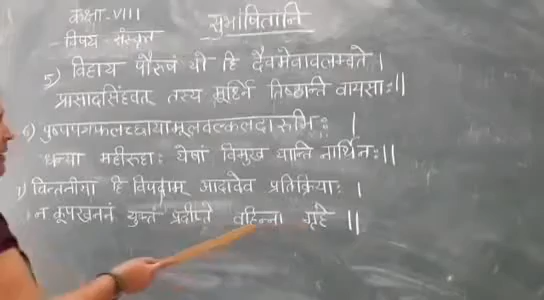 कक्षा-VIII
सुभाषितानि
विषय - संस्कृत
5) विहाय पौरुषं यो हि दैवमेवावलम्बते ।
प्रासादसिंहवत् तस्य मूर्ध्नि तिष्ठन्ति वायसाः ||
6) पुष्पपत्रफलच्छायामूलवल्कलदारुभिः |
धन्या महीरुहाः येषां विमुख यान्ति नार्थिनः ||
चिन्तनीया हि विपदाम् आदावेव प्रतिक्रियाः |
न कूपखननं युक्तं प्रदीप्ते वह्निना गृहे ||